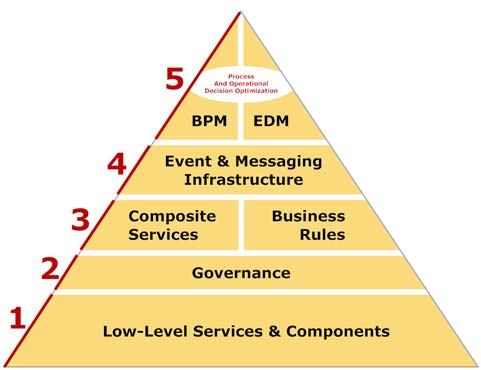 5
Process
And Operational
Decision Optimization
BPM
EDM
4
Event & Messaging
Infrastructure
3
Composite
Services
Business
Rules
2
Governance
1
Low-Level Services & Components